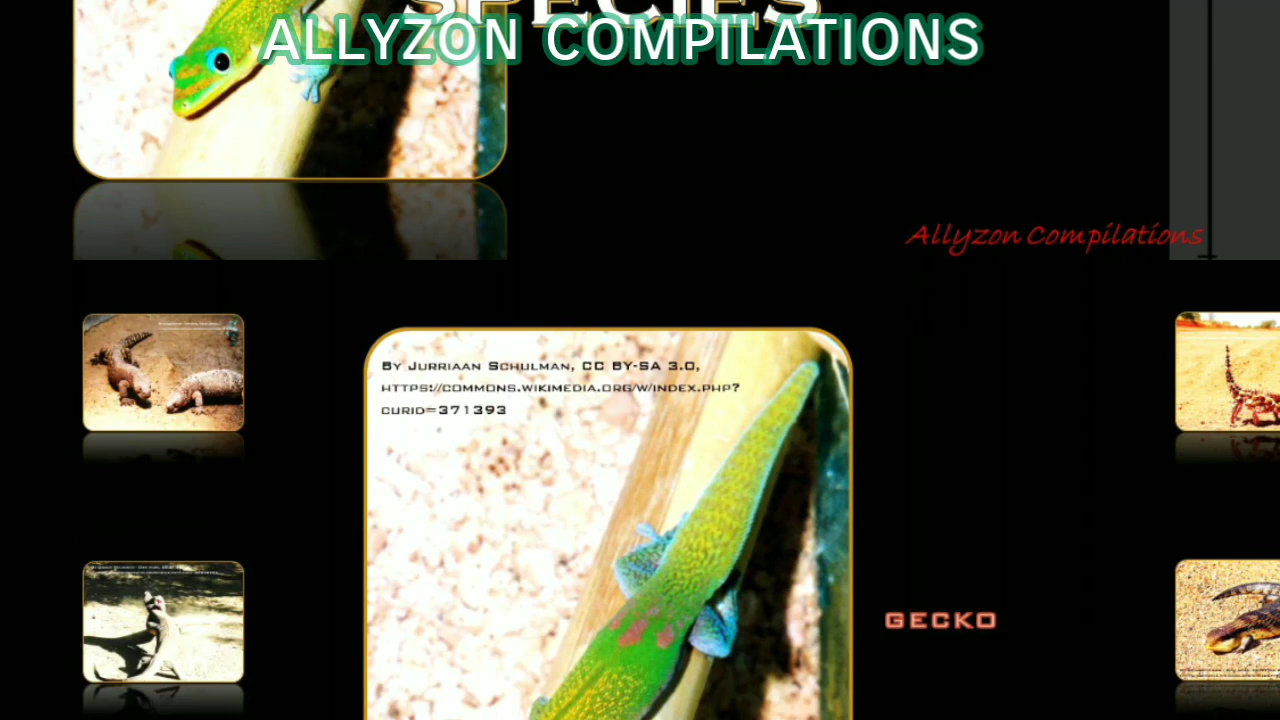 SPECIES
ALLYZON COMPILATIONS
Allyzon Compilations
By Jurriaan Schulman, CC BY-SA 3.0,
https://commons.wikimedia.org/w/index.php?
curid=371393
GECKO